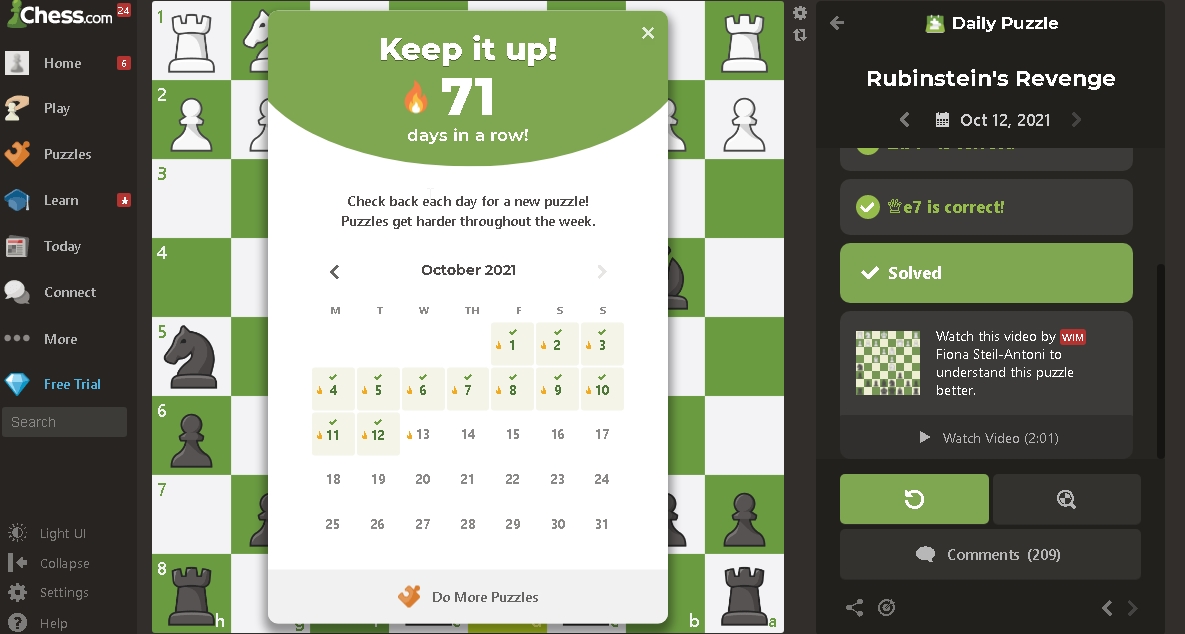 Chess.com 24
Home 6
Play
Puzzles
Learn
Today
Connect
More
Free Trial
Search
Light UI
Collapse
Settings
Help
1
2
3
4
5
6
7
8
h
b
a
Keep it up!
71
days in a row!
Check back each day for a new puzzle!
Puzzles get harder throughout the week.
October 2021
M T W TH F S S
1 2 3
4 5 6 7 8 9 10
11 12 13 14 15 16 17
18 19 20 21 22 23 24
25 26 27 28 29 30 31
Do More Puzzles
Daily Puzzle
Rubinstein's Revenge
Oct 12, 2021
♕e7 is correct!
Solved
Watch this video by WIM
Fiona Steil-Antoni to
understand this puzzle
better.
Watch Video (2:01)
Comments (209)